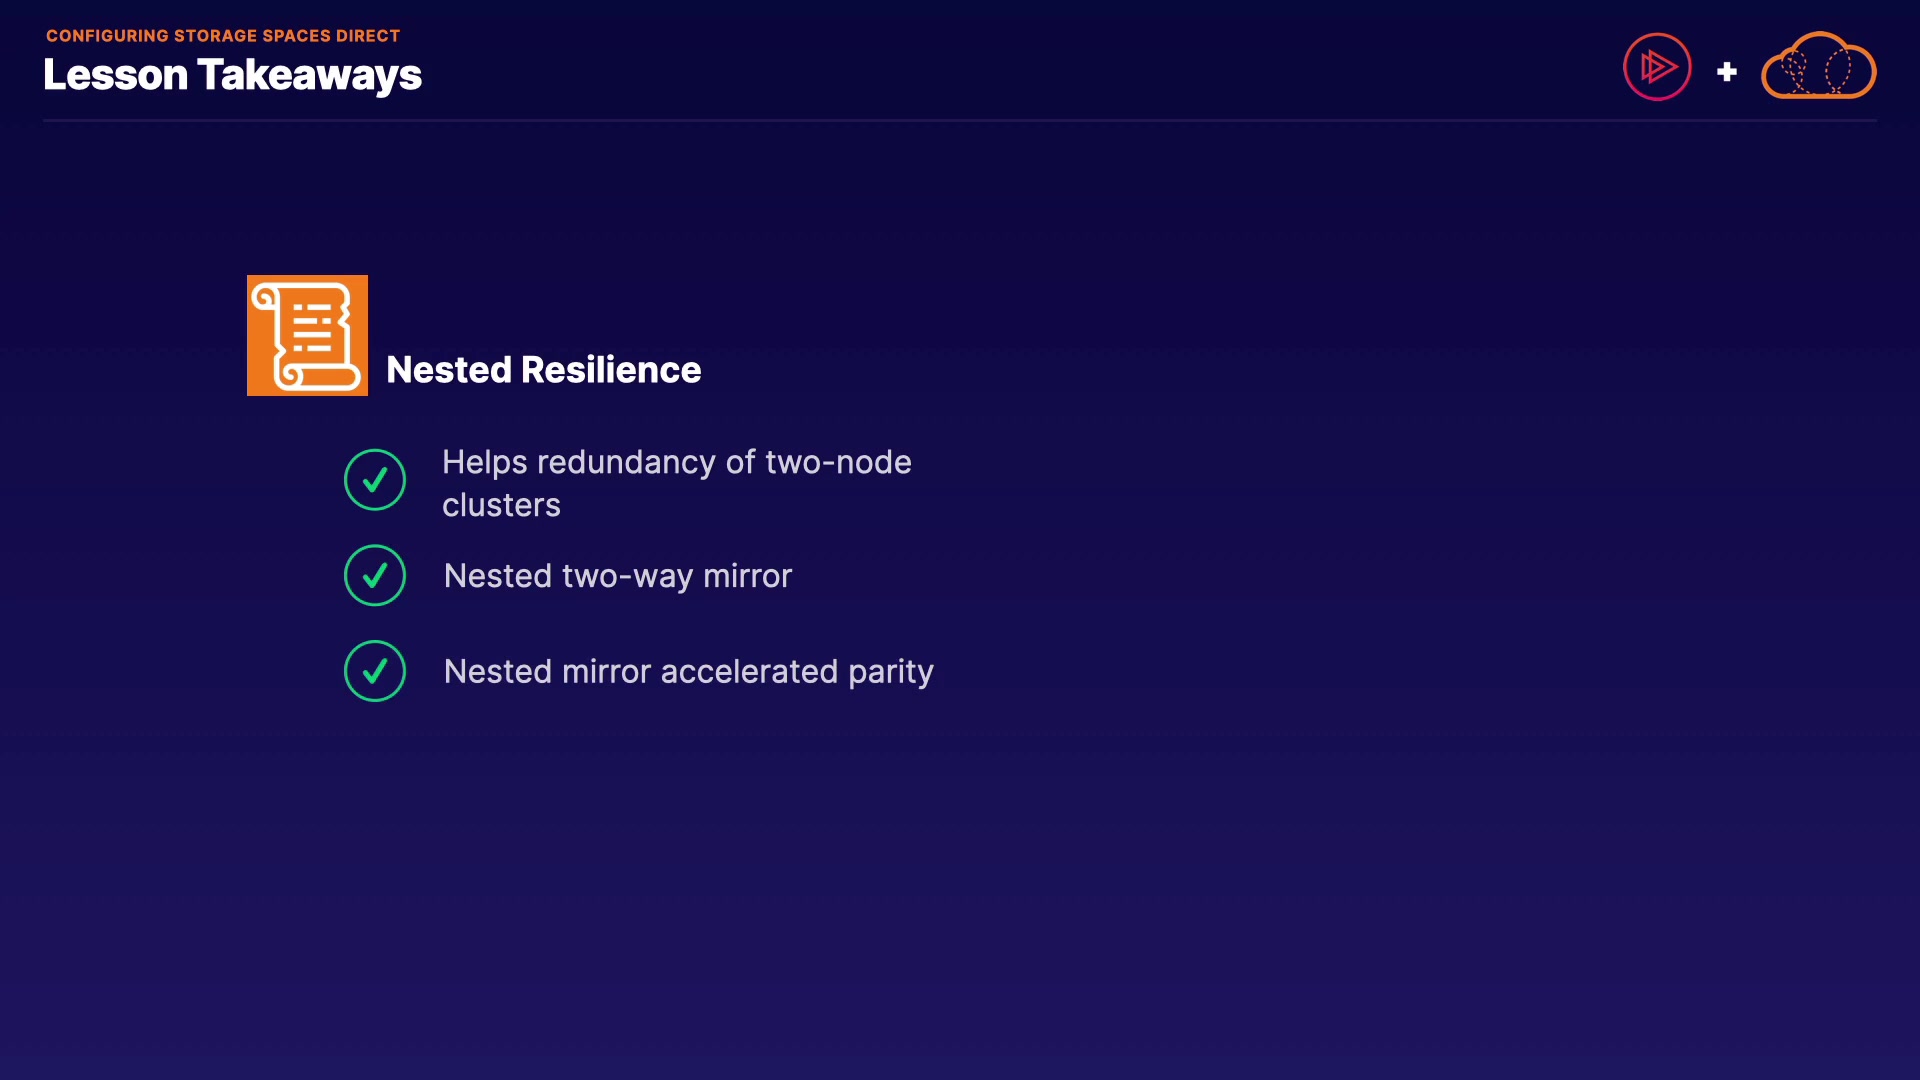 CONFIGURING STORAGE SPACES DIRECT
Lesson Takeaways
Nested Resilience
Helps redundancy of two-node
clusters
Nested two-way mirror
Nested mirror accelerated parity